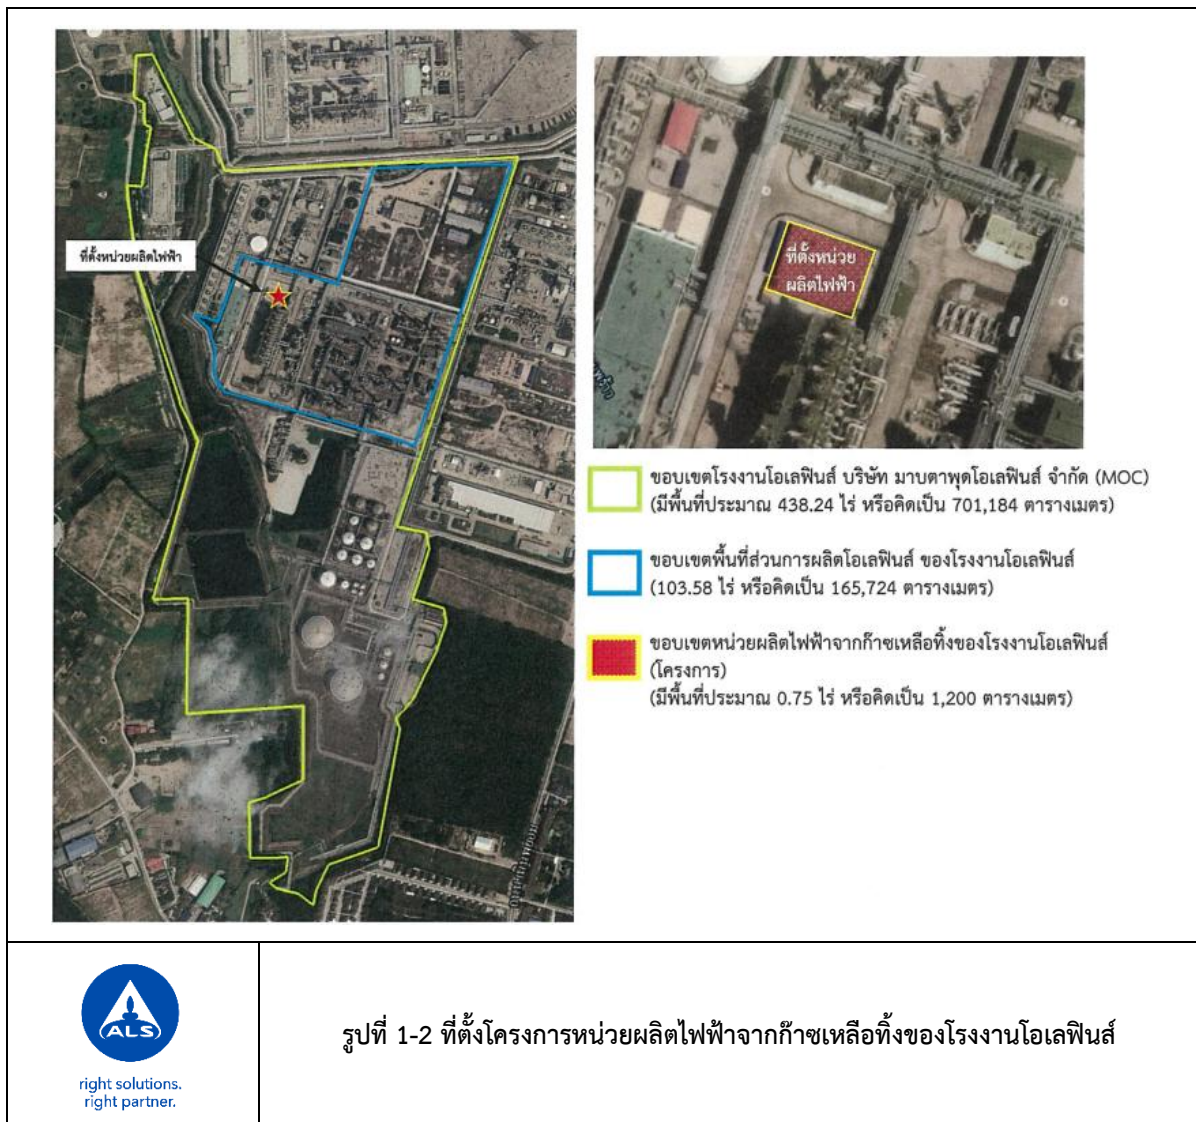 ที่ตั้งหน่วยผลิตไฟฟ้า
ที่ตั้งหน่วย
ผลิตไฟฟ้า
ขอบเขตโรงงานโอเลฟินส์ บริษัท มาบตาพุดโอเลฟินส์ จำกัด (MOC)
(มีพื้นที่ประมาณ 438.24 ไร่ หรือคิดเป็น 701,184 ตารางเมตร)
ขอบเขตพื้นที่ส่วนการผลิตโอเลฟินส์ ของโรงงานโอเลฟินส์
(103.58 ไร่ หรือคิดเป็น 165,724 ตารางเมตร)
ขอบเขตหน่วยผลิตไฟฟ้าจากก๊าซเหลือทิ้งของโรงงานโอเลฟินส์
(โครงการ)
(มีพื้นที่ประมาณ 0.75 ไร่ หรือคิดเป็น 1,200 ตารางเมตร)
ALS
right solutions.
right partner.
รูปที่ 1-2 ที่ตั้งโครงการหน่วยผลิตไฟฟ้าจากก๊าซเหลือทิ้งของโรงงานโอเลฟินส์